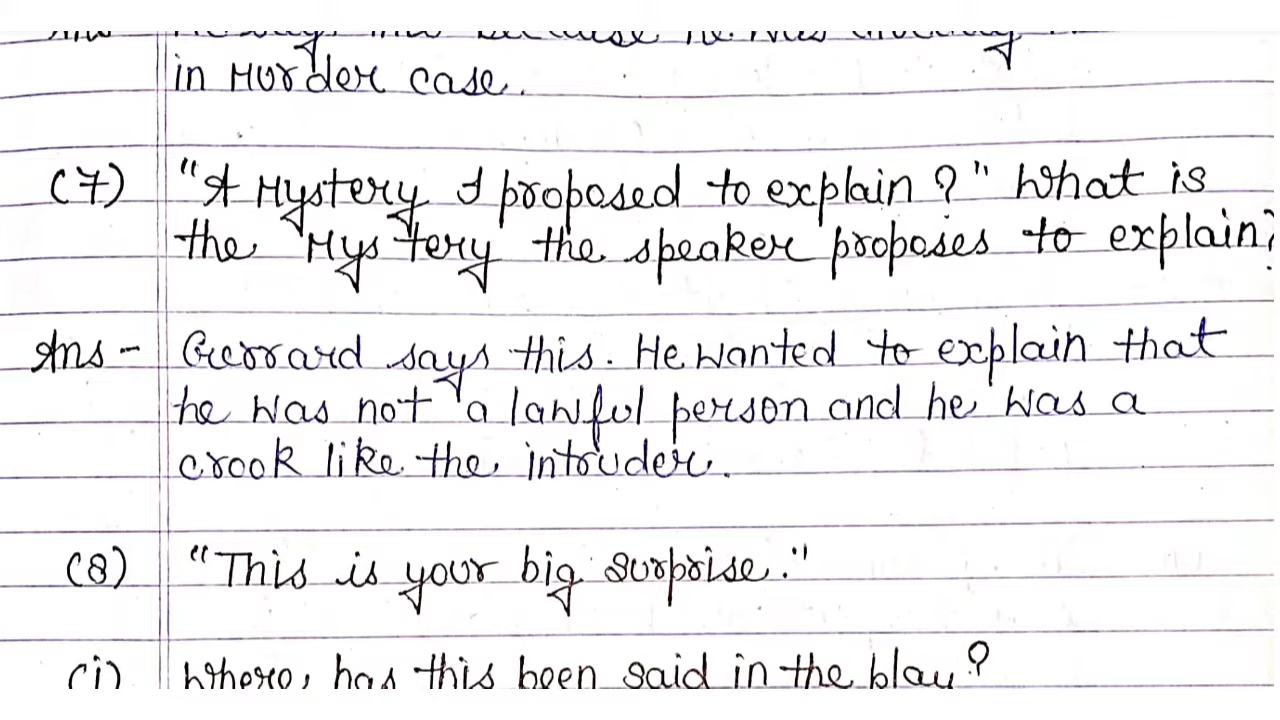 in Murder case.
(7) "A Mystery I proposed to explain?" What is
the Mystery the speaker proposes to explain?
Ans - Gerrard says this. He wanted to explain that
he was not a lawful person and he was a
crook like the intruder.
(8) "This is your big surprise."
(i) Where has this been said in the play?